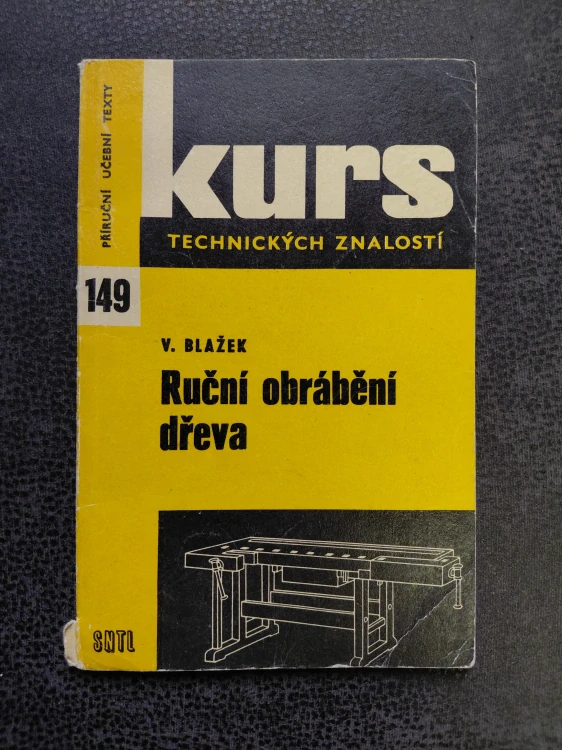 PŘÍRUČNÍ UČEBNÍ TEXTY
kurs
TECHNICKÝCH ZNALOSTÍ
149
V. BLAŽEK
Ruční obrábění
dřeva
SNTL